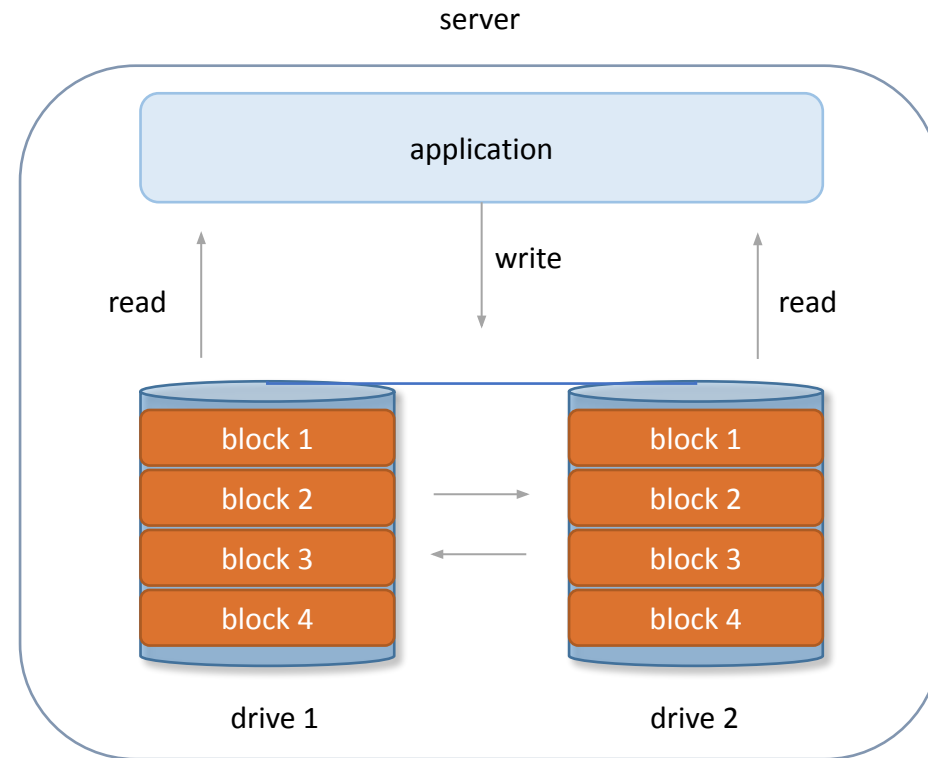 server
application
write
read
read
block 1
block 1
block 2
block 2
block 3
block 3
block 4
block 4
drive 1
drive 2